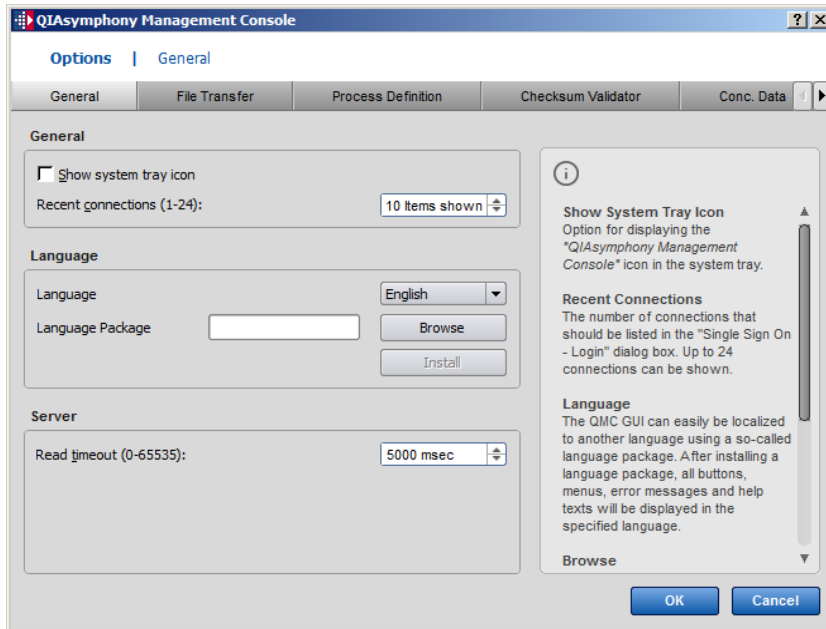 QIAsymphony Management Console
Options | General
General
File Transfer
Process Definition
Checksum Validator
Conc. Data
General
Show system tray icon
Recent connections (1-24):
10 Items shown
Language
Language
English
Language Package
Browse
Install
Server
Read timeout (0-65535):
5000 msec
Show System Tray Icon
Option for displaying the
"QIAsymphony Management
Console" icon in the system tray.
Recent Connections
The number of connections that
should be listed in the "Single Sign On
- Login" dialog box. Up to 24
connections can be shown.
Language
The QMC GUI can easily be localized
to another language using a so-called
language package. After installing a
language package, all buttons,
menus, error messages and help
texts will be displayed in the
specified language.
Browse
OK
Cancel